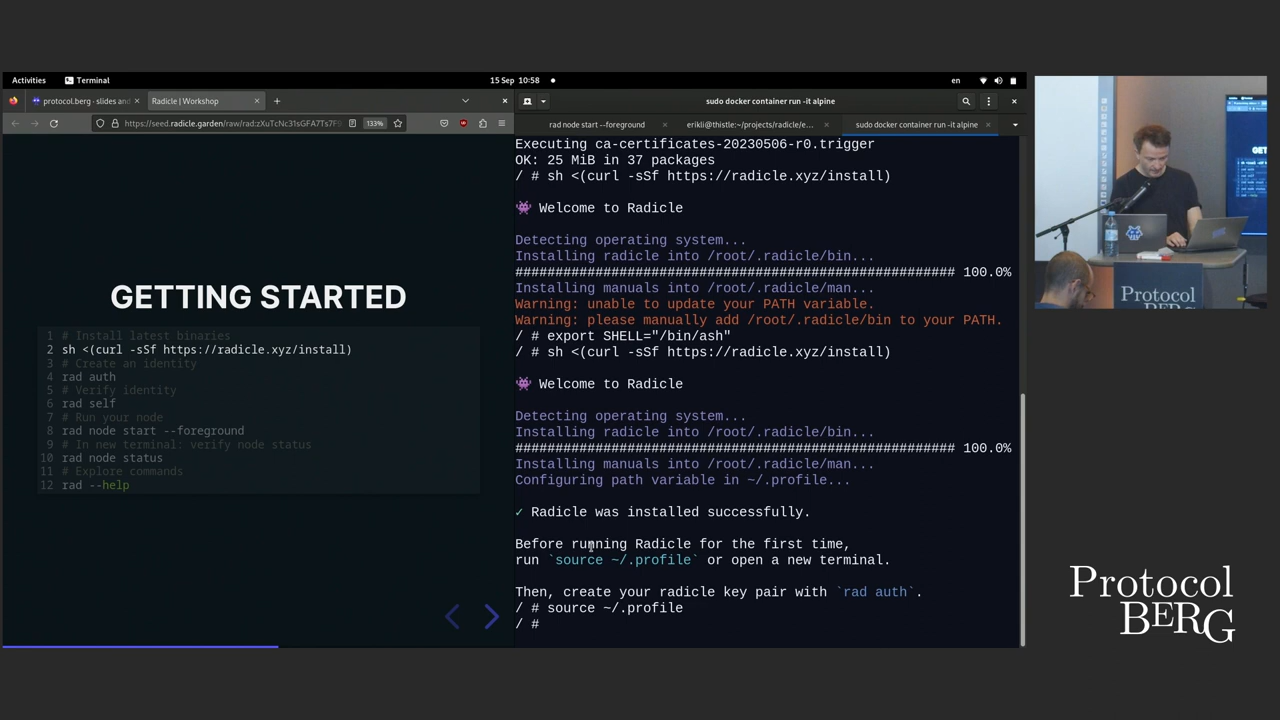 Activities
Terminal
15 Sep 10:58
en
protocol.berg - slides and
Radicle | Workshop
sudo docker container run -it alpine
https://seed.radicle.garden/raw/rad:zXuTcNc31sGFA7Ts7F
133%
rad node start --foreground
erikli@thistle:~/projects/radicle/e...
sudo docker container run -it alpine
GETTING STARTED
1 # Install latest binaries
2 sh <(curl -sSf https://radicle.xyz/install)
3 # Create an identity
4 rad auth
5 # Verify identity
6 rad self
7 # Run your node
8 rad node start --foreground
9 # In new terminal: verify node status
10 rad node status
11 # Explore commands
12 rad --help
Executing ca-certificates-20230506-r0.trigger
OK: 25 MiB in 37 packages
/ # sh <(curl -sSf https://radicle.xyz/install)
👾 Welcome to Radicle
Detecting operating system...
Installing radicle into /root/.radicle/bin...
######################################################## 100.0%
Installing manuals into /root/.radicle/man...
Warning: unable to update your PATH variable.
Warning: please manually add /root/.radicle/bin to your PATH.
/ # export SHELL="/bin/ash"
/ # sh <(curl -sSf https://radicle.xyz/install)
👾 Welcome to Radicle
Detecting operating system...
Installing radicle into /root/.radicle/bin...
######################################################## 100.0%
Installing manuals into /root/.radicle/man...
Configuring path variable in ~/.profile...
✓ Radicle was installed successfully.
Before running Radicle for the first time,
run `source ~/.profile` or open a new terminal.
Then, create your radicle key pair with `rad auth`.
/ # source ~/.profile
/ #
Protocol
BERG
Protocol
BERG